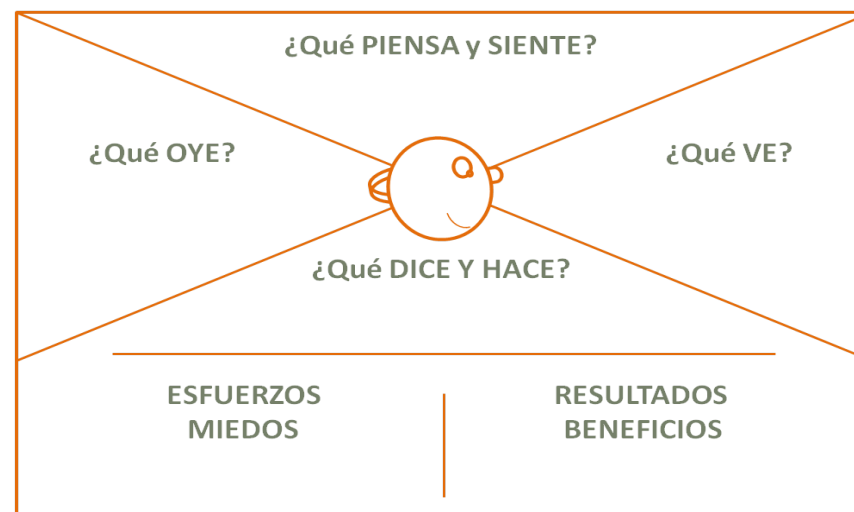 ¿Qué PIENSA y SIENTE?
¿Qué OYE?
¿Qué VE?
¿Qué DICE Y HACE?
ESFUERZOS
MIEDOS
RESULTADOS
BENEFICIOS